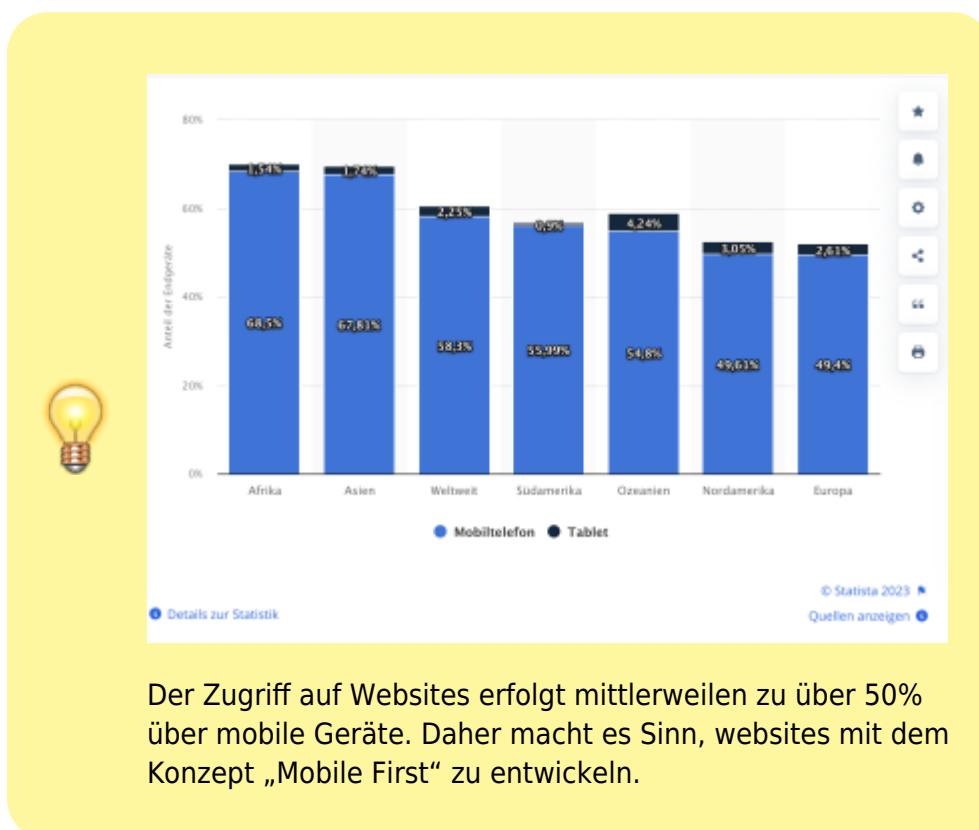 80%
60%
40%
20%
0%
Anteil der Endgeräte
1,54%
1,74%
2,25%
0,9%
4,24%
3,05%
2,61%
68,5%
67,81%
58,3%
55,99%
54,8%
49,61%
49,4%
Afrika Asien Weltweit Südamerika Ozeanien Nordamerika Europa
Mobiltelefon Tablet
© Statista 2023
Details zur Statistik
Quellen anzeigen
Der Zugriff auf Websites erfolgt mittlerweilen zu über 50%
über mobile Geräte. Daher macht es Sinn, websites mit dem
Konzept „Mobile First“ zu entwickeln.